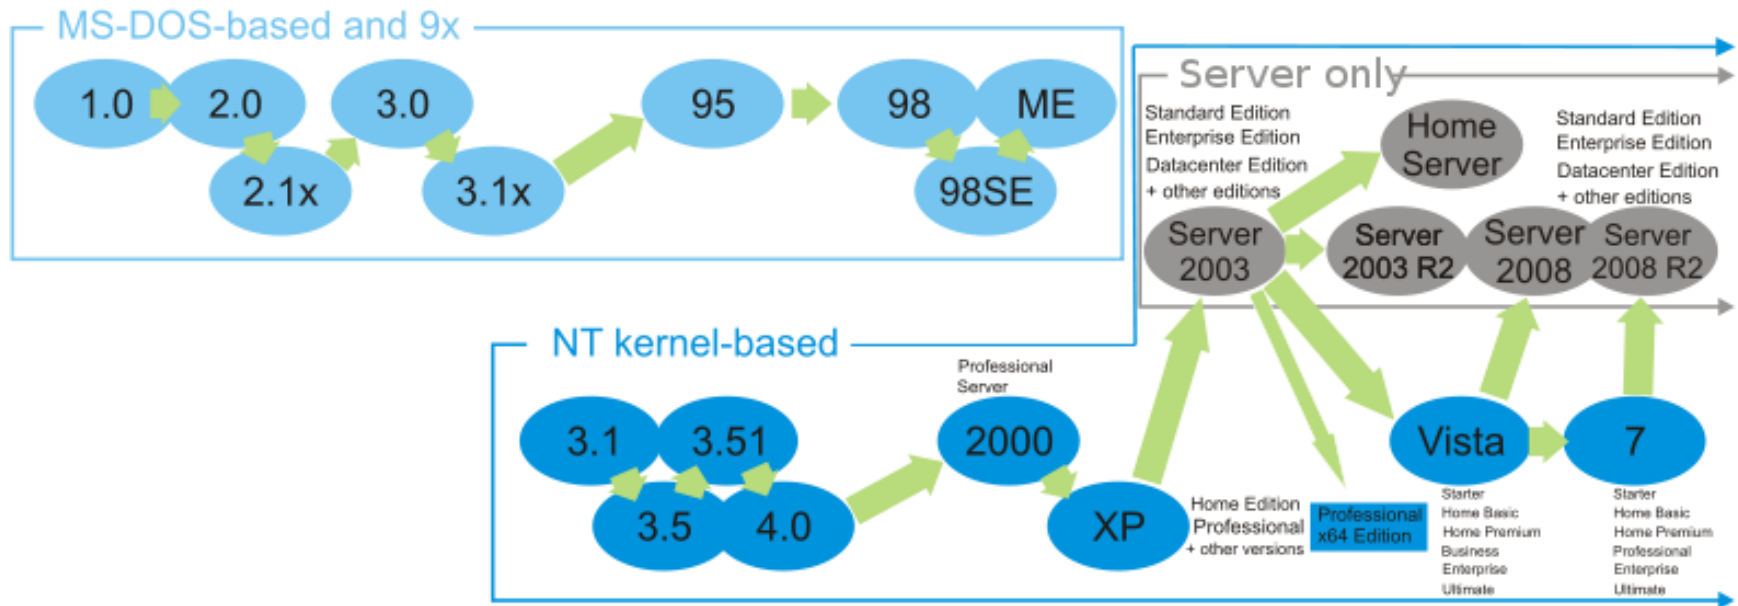 MS-DOS-based and 9x
1.0
2.0
2.1x
3.0
3.1x
95
98
98SE
ME
Server only
Standard Edition
Enterprise Edition
Datacenter Edition
+ other editions
Home
Server
Standard Edition
Enterprise Edition
Datacenter Edition
+ other editions
Server
2003
Server
2003 R2
Server
2008
Server
2008 R2
NT kernel-based
3.1
3.5
3.51
4.0
Professional
Server
2000
XP
Home Edition
Professional
+ other versions
Professional
x64 Edition
Vista
Starter
Home Basic
Home Premium
Business
Enterprise
Ultimate
7
Starter
Home Basic
Home Premium
Professional
Enterprise
Ultimate